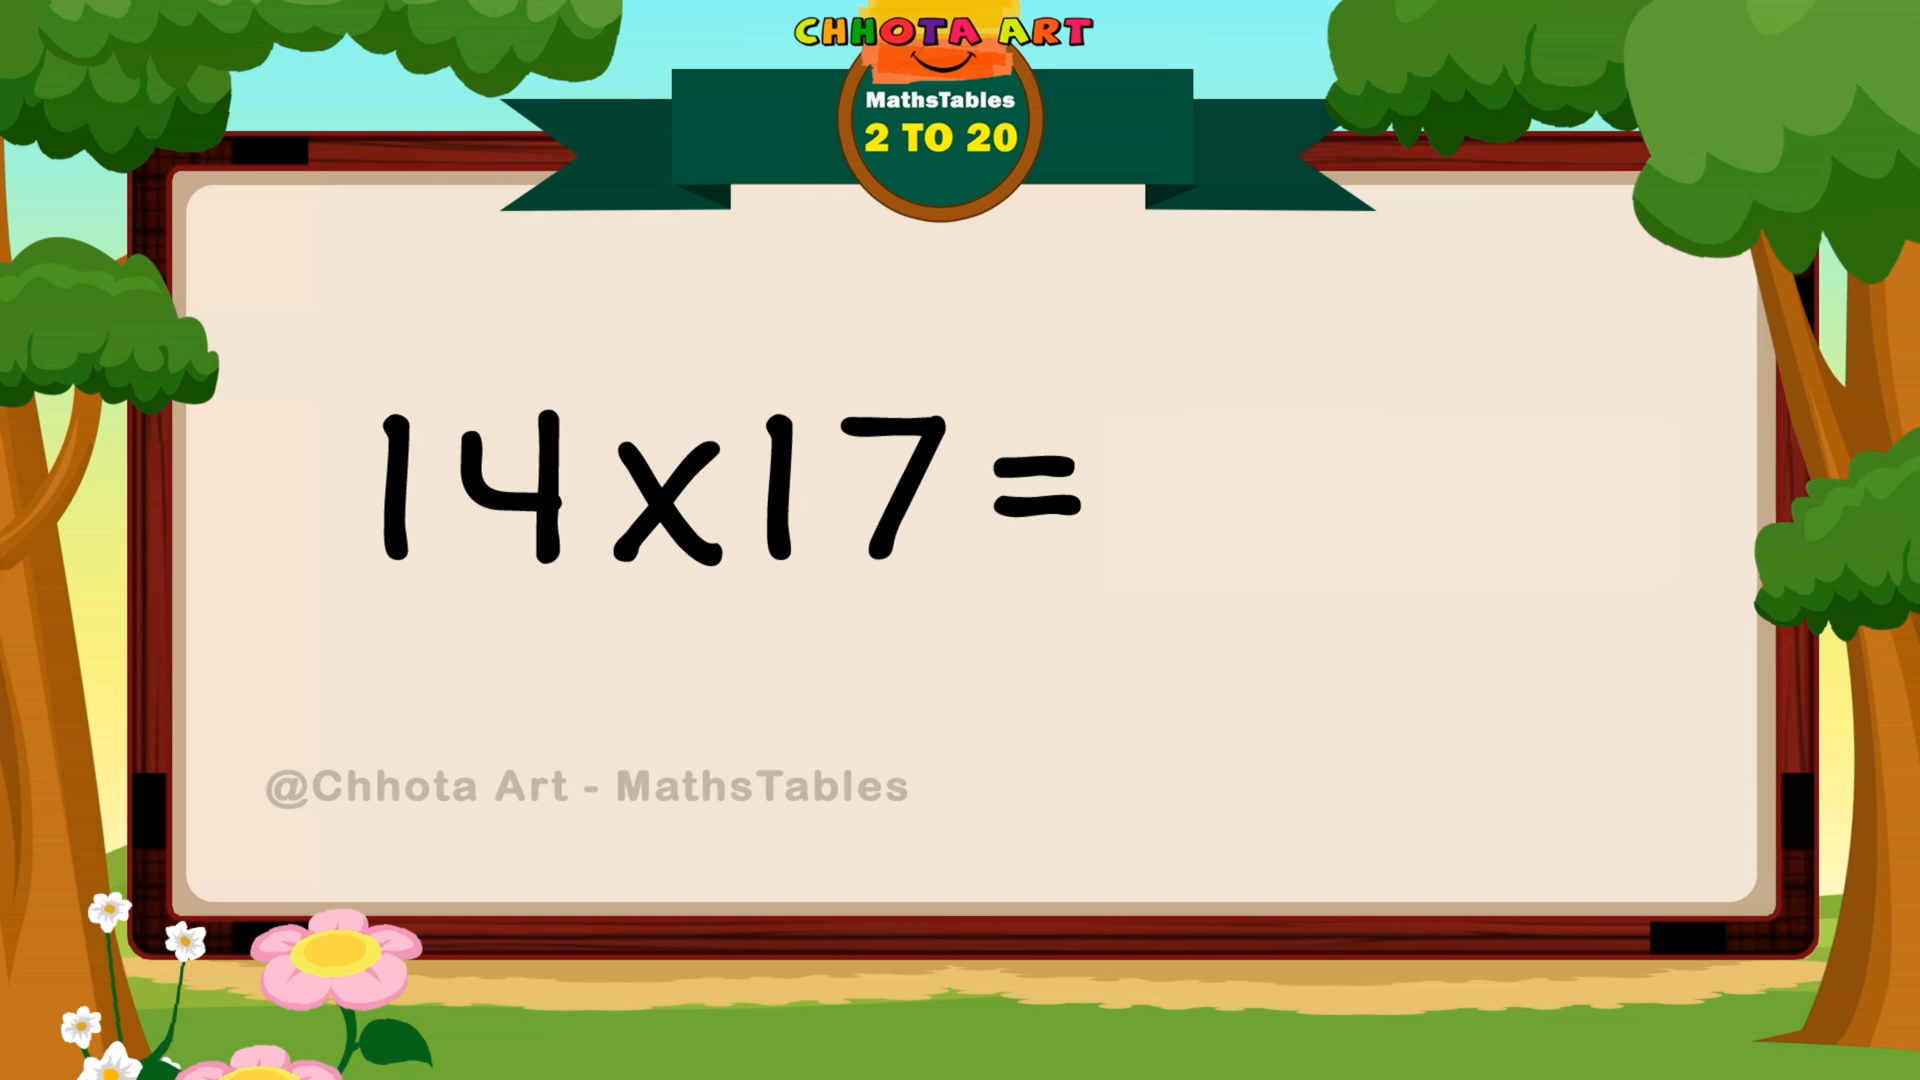 CHHOTA ART
MathsTables
2 TO 20
14x17=
@Chhota Art - MathsTables